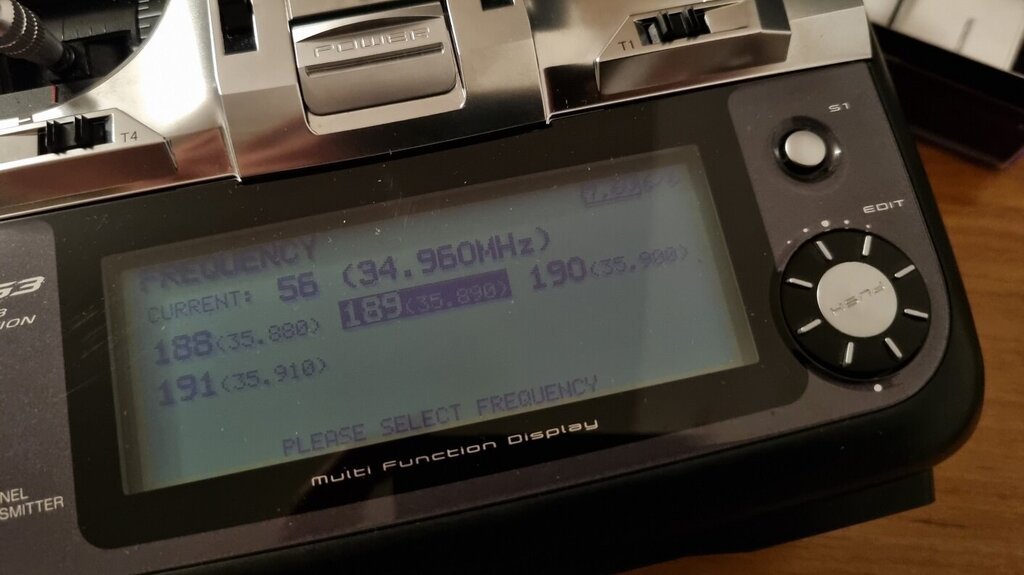 POWER
T1
T4
S1
EDIT
PUSH
FREQUENCY
CURRENT: 56 (34.960MHz)
188(35.880) 189(35.890) 190(35.900)
191(35.910)
PLEASE SELECT FREQUENCY
Multi Function Display